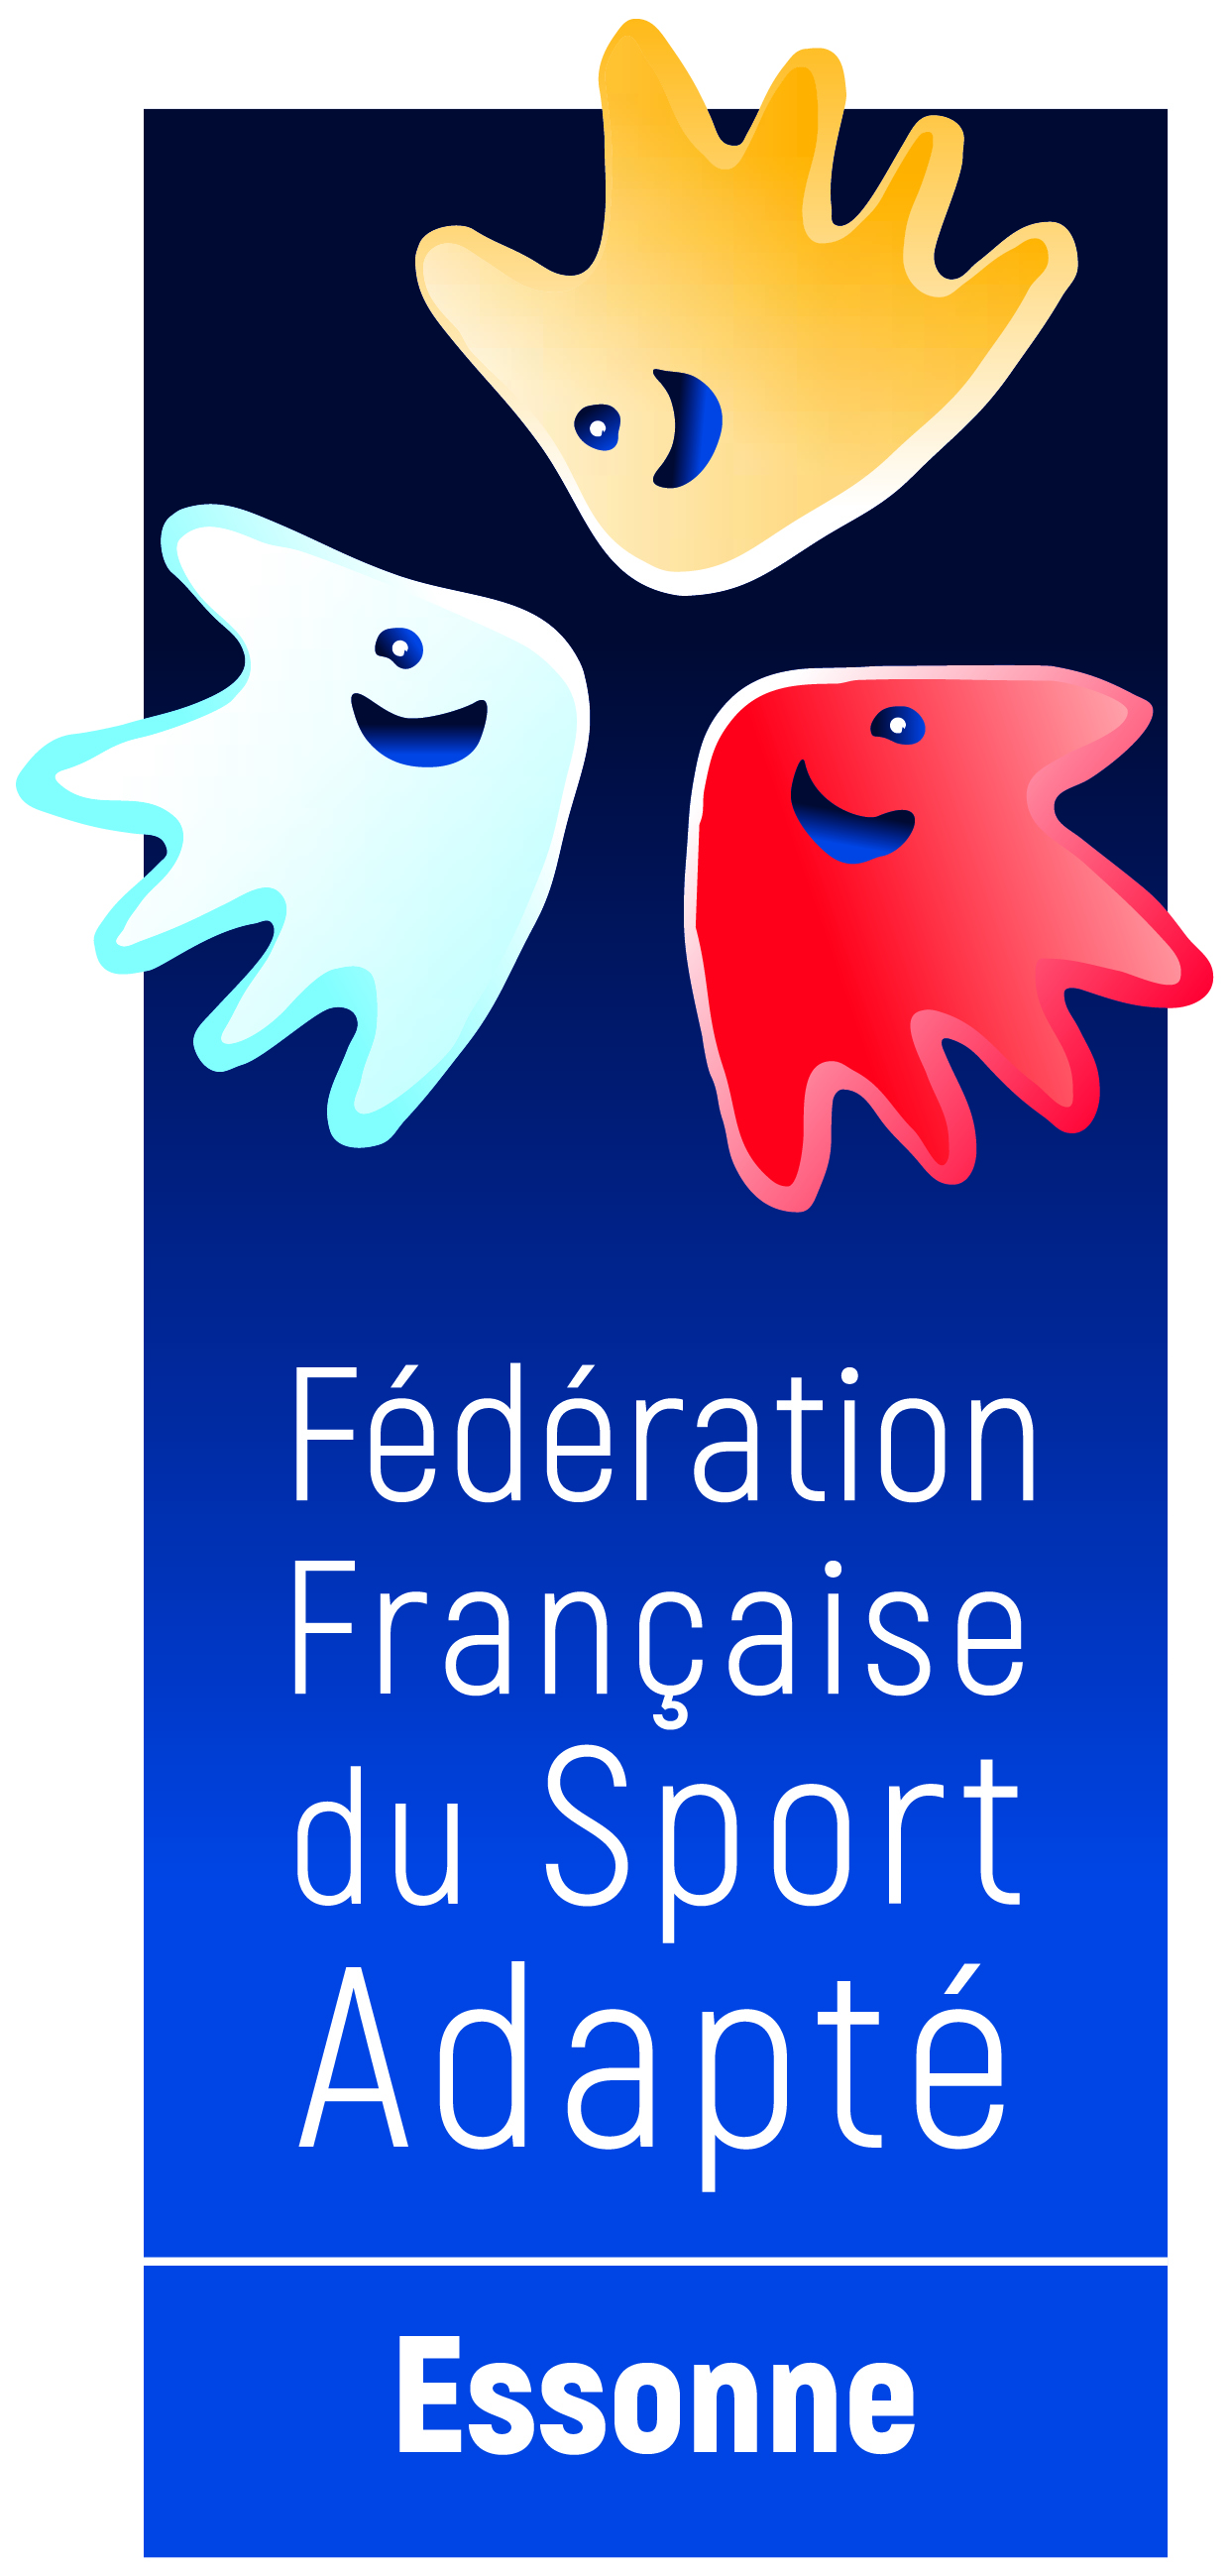 Fédération
Française
du Sport
Adapté
Essonne